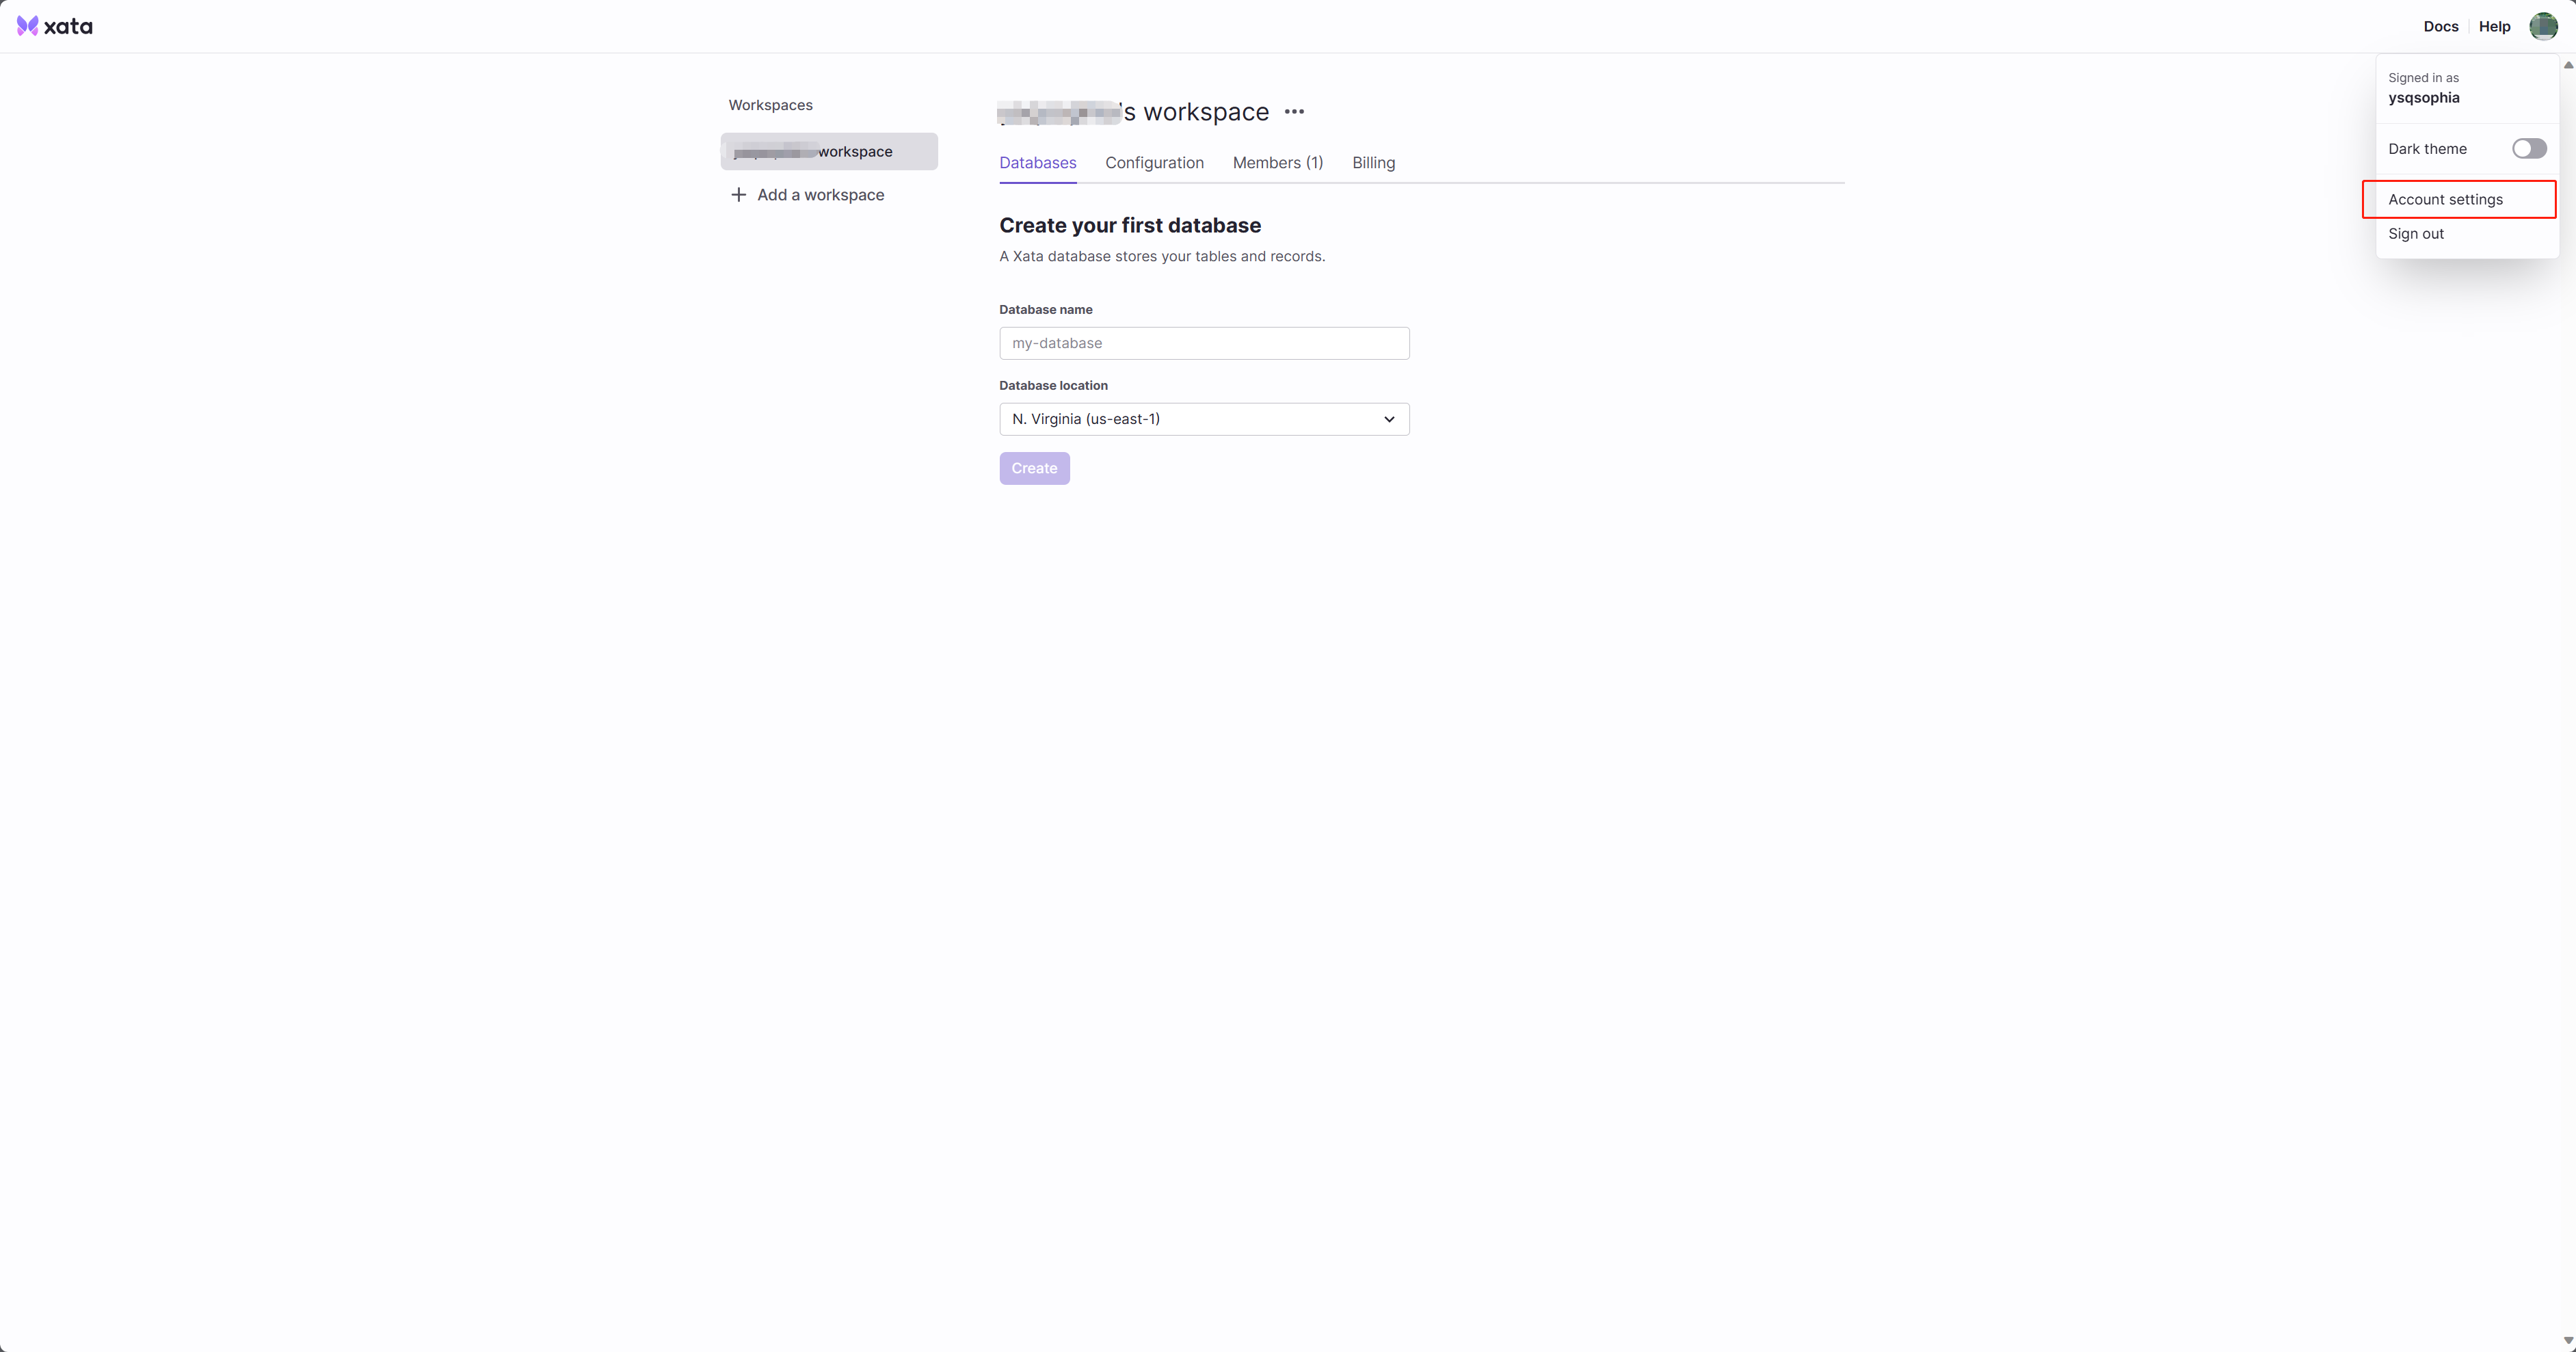 xata
Docs
Help
Signed in as
ysqsophia
Dark theme
Account settings
Sign out
Workspaces
workspace
Add a workspace
's workspace
Databases
Configuration
Members (1)
Billing
Create your first database
A Xata database stores your tables and records.
Database name
my-database
Database location
N. Virginia (us-east-1)
Create